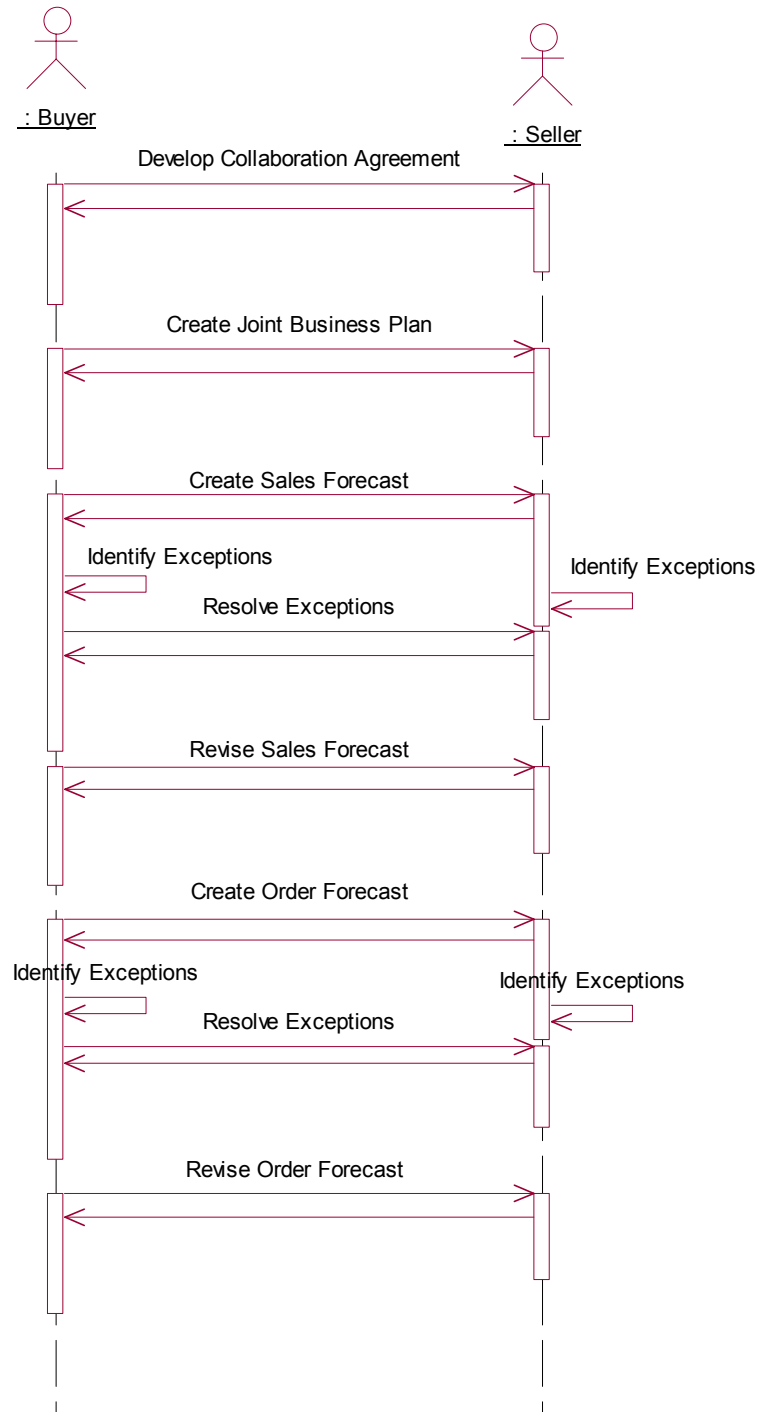 : Buyer
: Seller
Develop Collaboration Agreement
Create Joint Business Plan
Create Sales Forecast
Identify Exceptions
Identify Exceptions
Resolve Exceptions
Revise Sales Forecast
Create Order Forecast
Identify Exceptions
Identify Exceptions
Resolve Exceptions
Revise Order Forecast